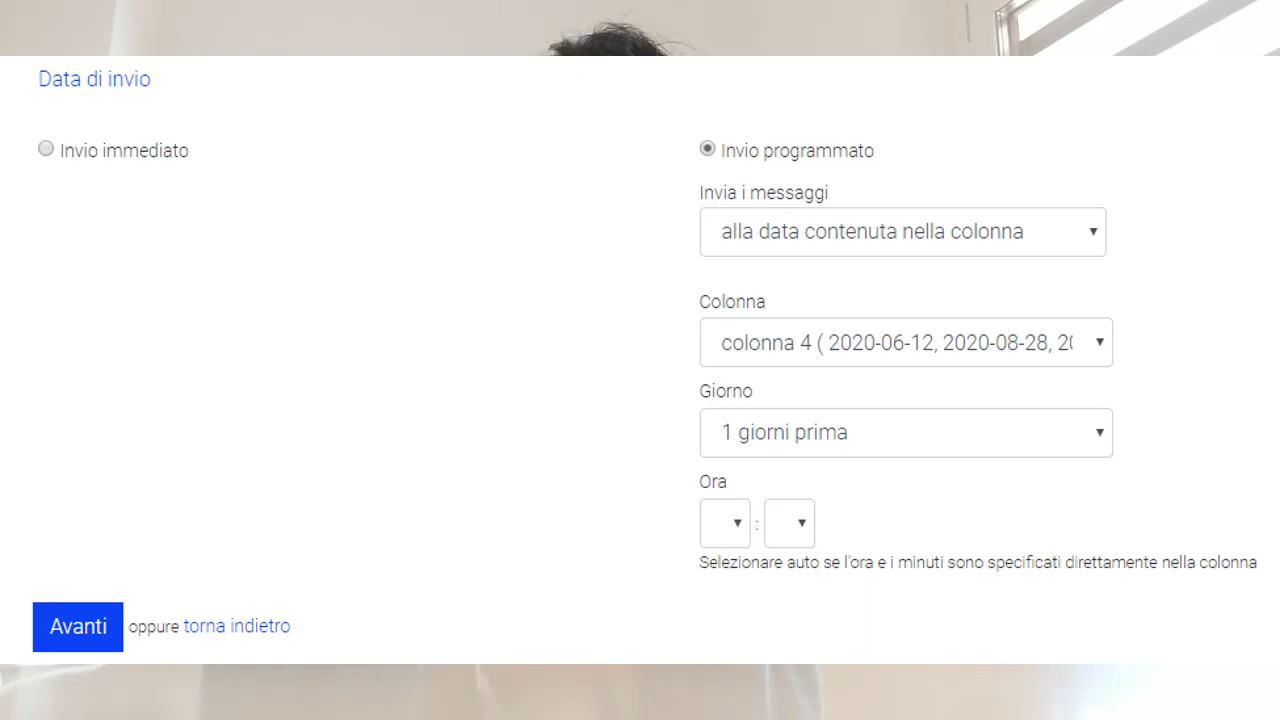 Data di invio
Invio immediato
Invio programmato
Invia i messaggi
alla data contenuta nella colonna
Colonna
colonna 4 ( 2020-06-12, 2020-08-28, 20
Giorno
1 giorni prima
Ora
:
Selezionare auto se l'ora e i minuti sono specificati direttamente nella colonna
Avanti oppure torna indietro